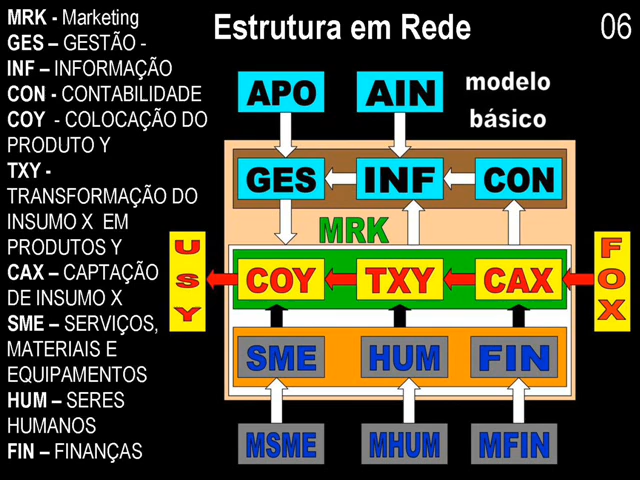 MRK - Marketing
GES – GESTÃO -
INF – INFORMAÇÃO
CON - CONTABILIDADE
COY - COLOCAÇÃO DO
PRODUTO Y
TXY -
TRANSFORMAÇÃO DO
INSUMO X EM
PRODUTOS Y
CAX – CAPTAÇÃO
DE INSUMO X
SME – SERVIÇOS,
MATERIAIS E
EQUIPAMENTOS
HUM – SERES
HUMANOS
FIN – FINANÇAS
Estrutura em Rede
06
APO AIN
modelo
básico
GES INF CON
MRK
USY
COY TXY CAX
FOX
SME HUM FIN
MSME MHUM MFIN